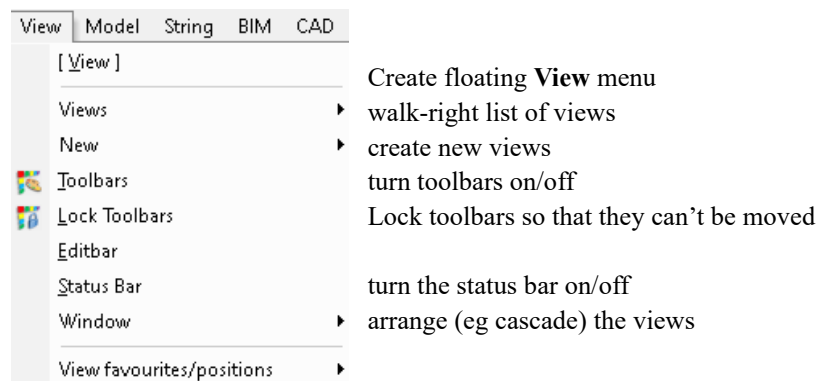 View Model String BIM CAD
[ View ]
Create floating View menu
Views walk-right list of views
New create new views
Toolbars turn toolbars on/off
Lock Toolbars Lock toolbars so that they can’t be moved
Editbar
Status Bar turn the status bar on/off
Window arrange (eg cascade) the views
View favourites/positions